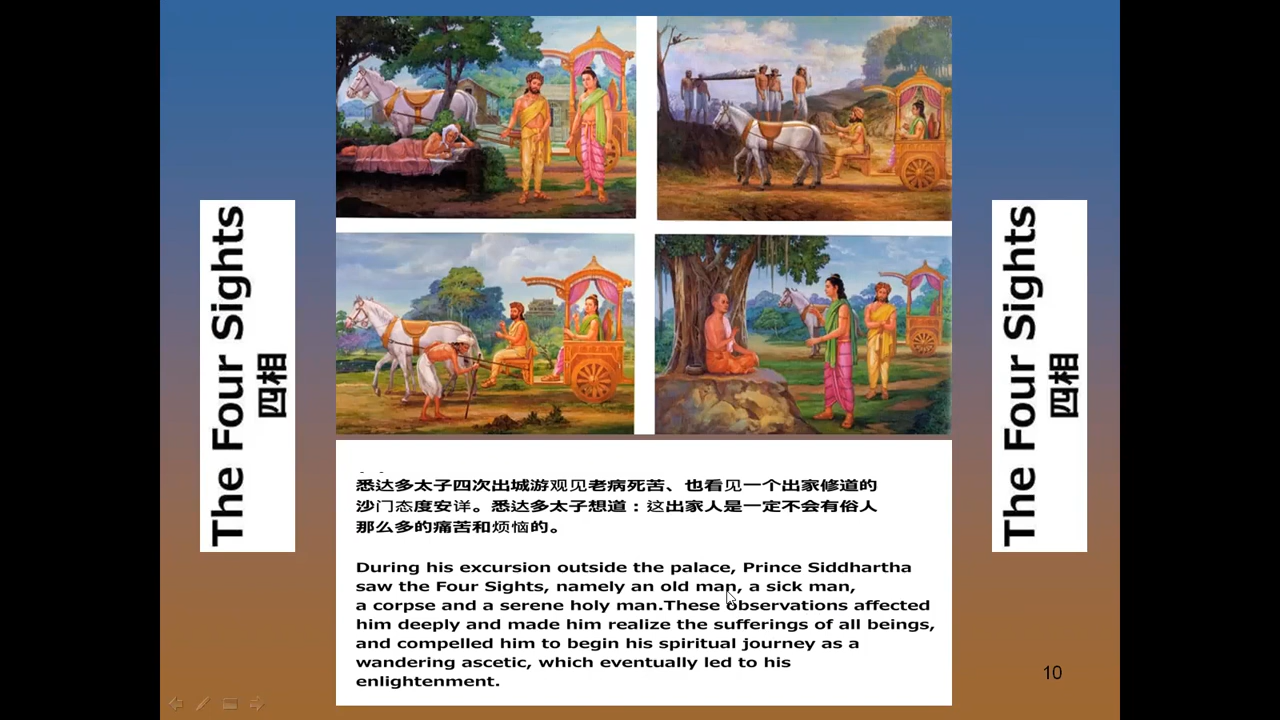 The Four Sights
四相
悉达多太子四次出城游观见老病死苦、也看见一个出家修道的
沙门态度安详。悉达多太子想道：这出家人是一定不会有俗人
那么多的痛苦和烦恼的。
During his excursion outside the palace, Prince Siddhartha
saw the Four Sights, namely an old man, a sick man,
a corpse and a serene holy man.These observations affected
him deeply and made him realize the sufferings of all beings,
and compelled him to begin his spiritual journey as a
wandering ascetic, which eventually led to his
enlightenment.
The Four Sights
四相
10